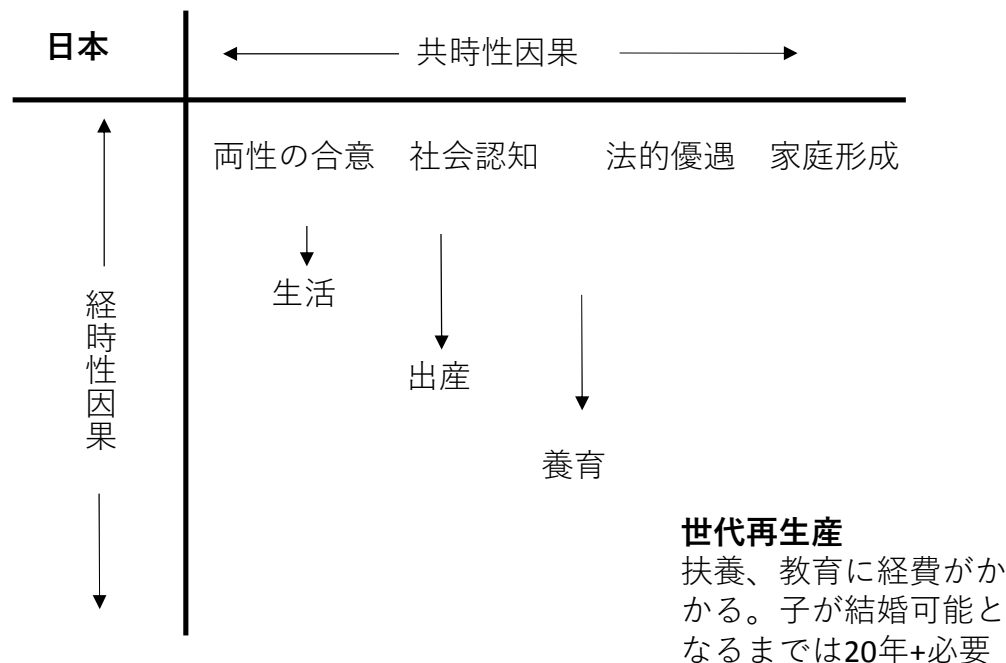 日本
共時性因果
両性の合意 社会認知 法的優遇 家庭形成
経時性因果
生活
出産
養育
世代再生産
扶養、教育に経費がか
かる。子が結婚可能と
なるまでは20年+必要